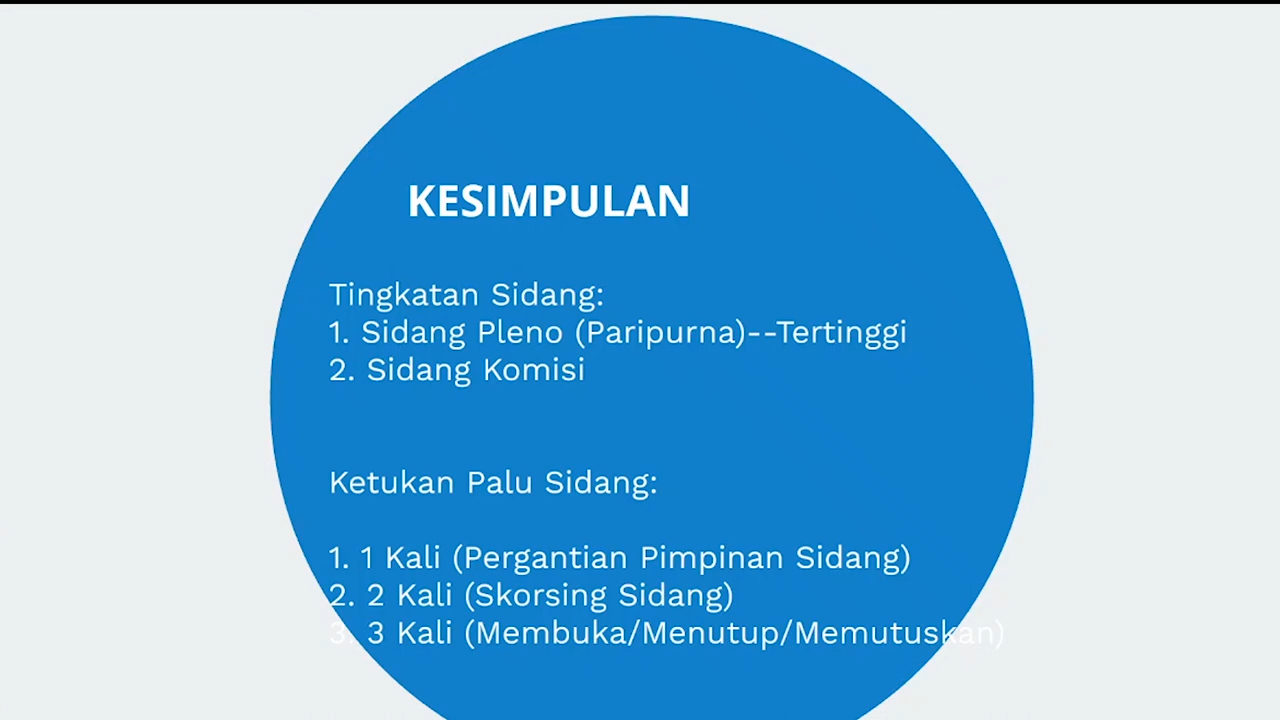 KESIMPULAN
Tingkatan Sidang:
1. Sidang Pleno (Paripurna)--Tertinggi
2. Sidang Komisi
Ketukan Palu Sidang:
1. 1 Kali (Pergantian Pimpinan Sidang)
2. 2 Kali (Skorsing Sidang)
3. 3 Kali (Membuka/Menutup/Memutuskan)